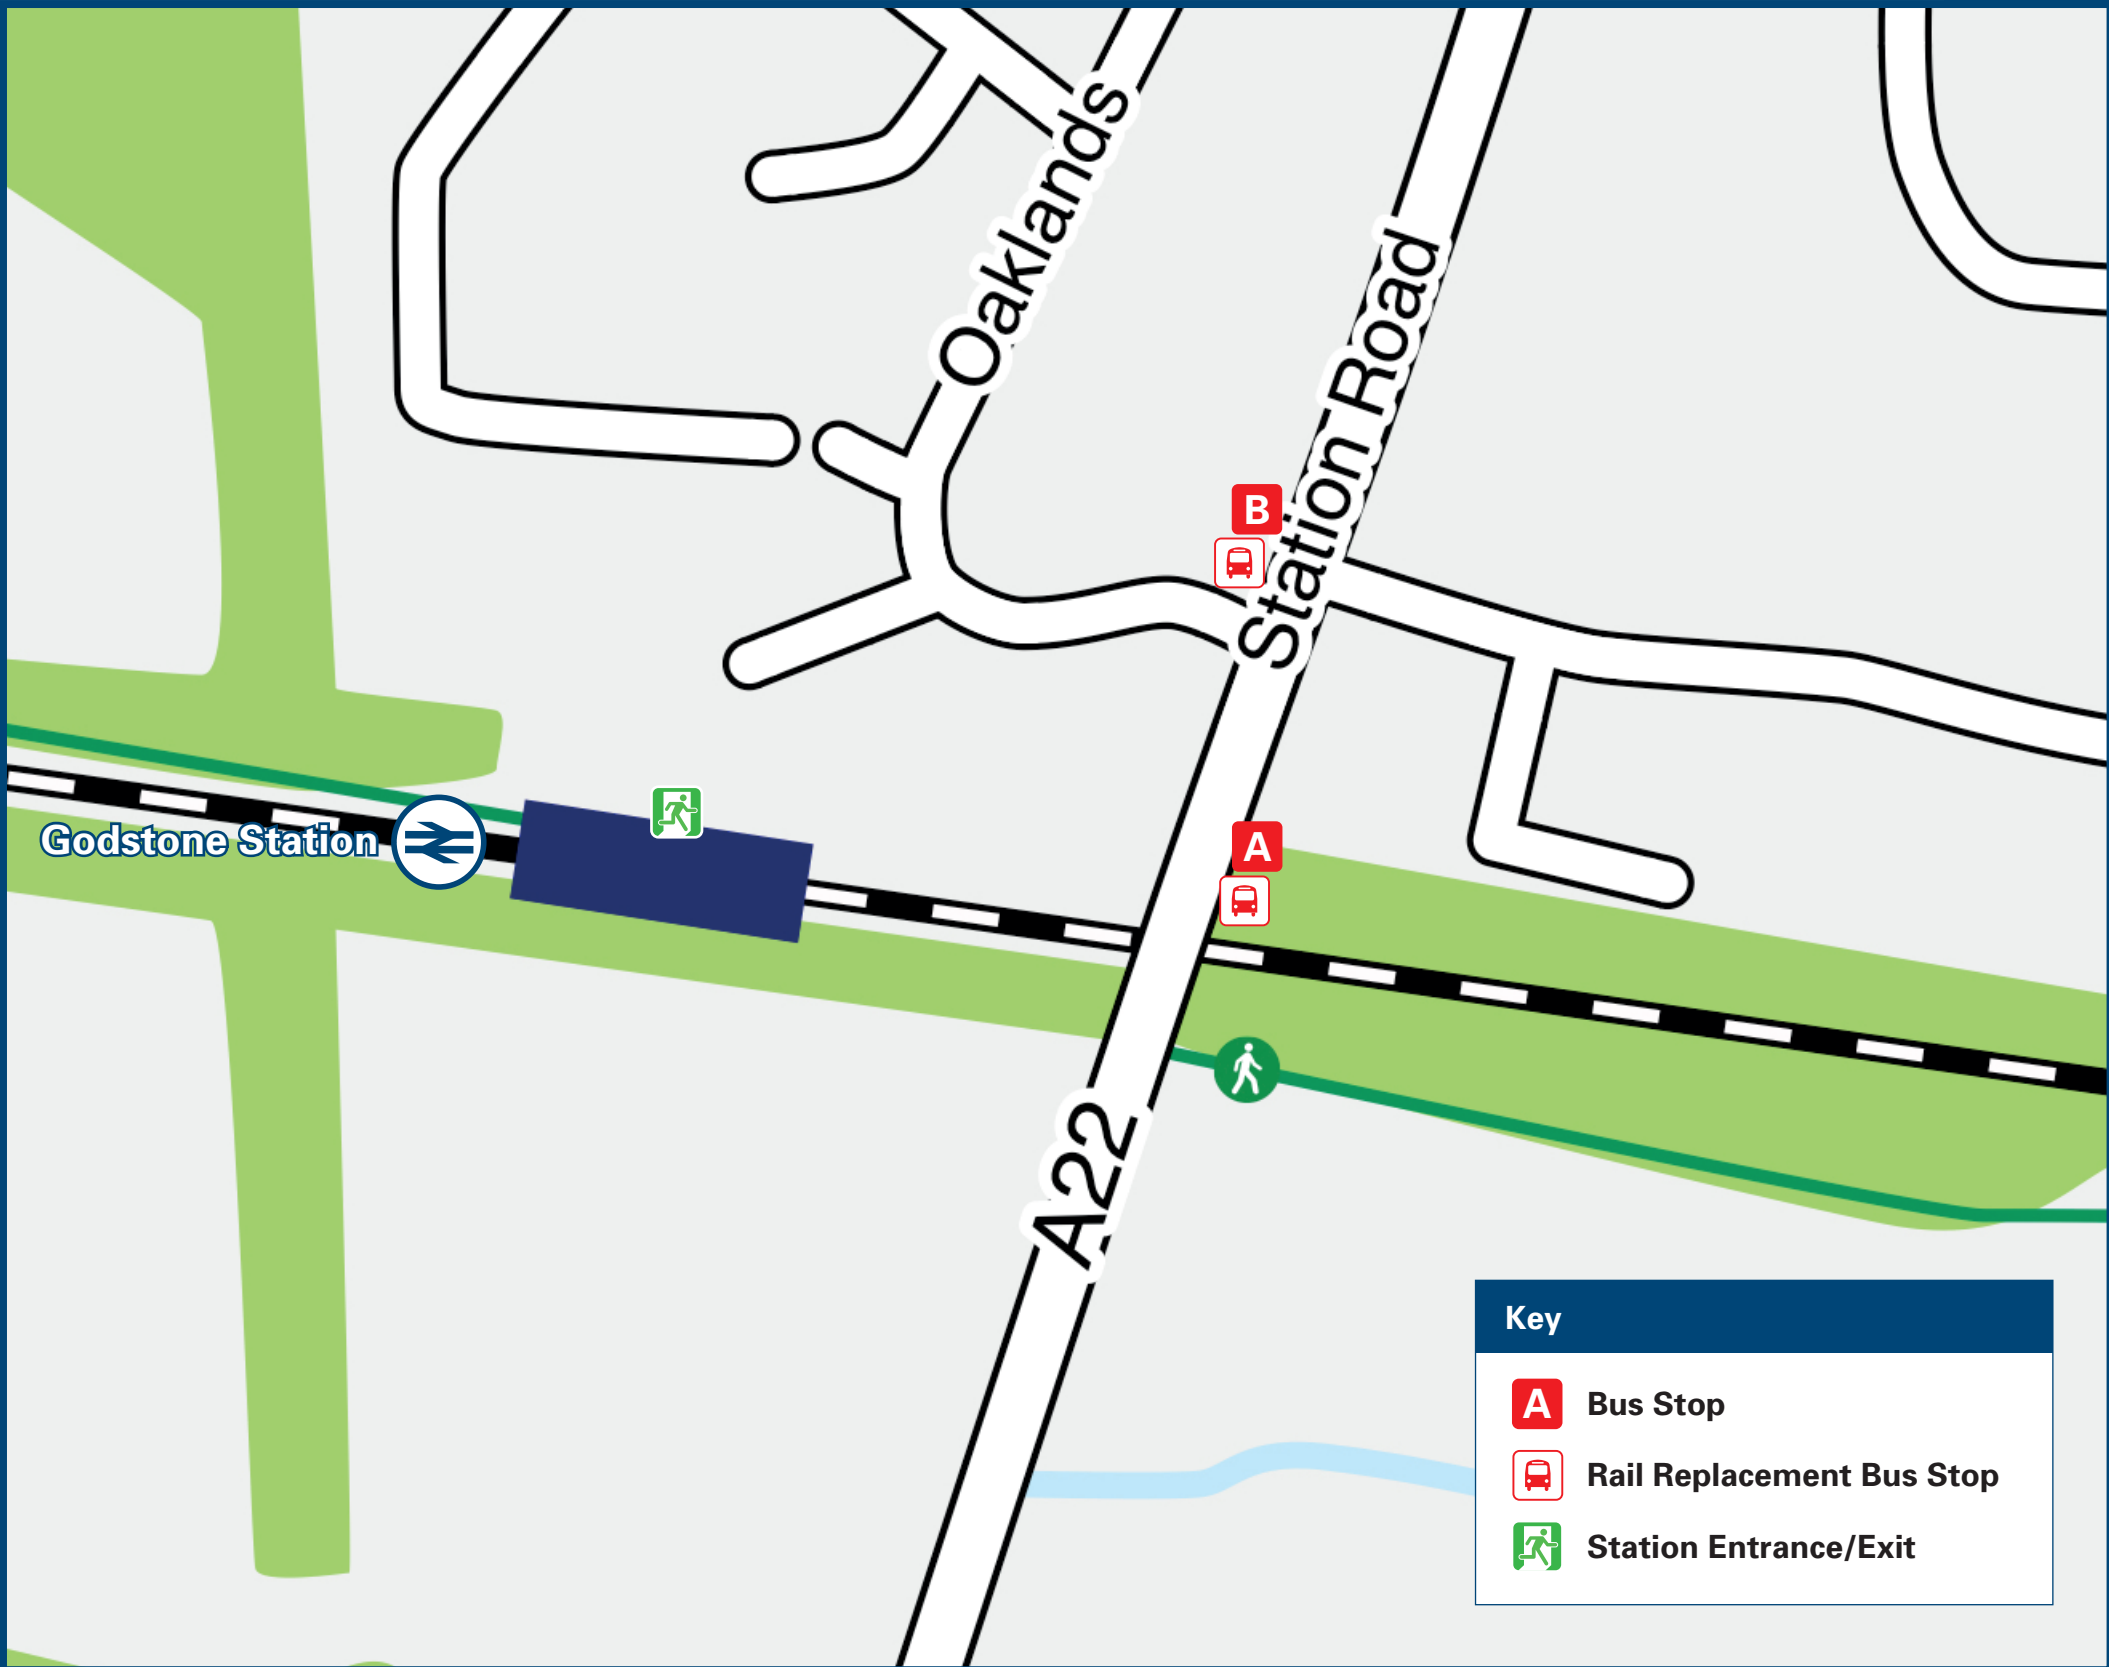 Oaklands
Station Road
B
A
Godstone Station
A22
Key
A Bus Stop
Rail Replacement Bus Stop
Station Entrance/Exit